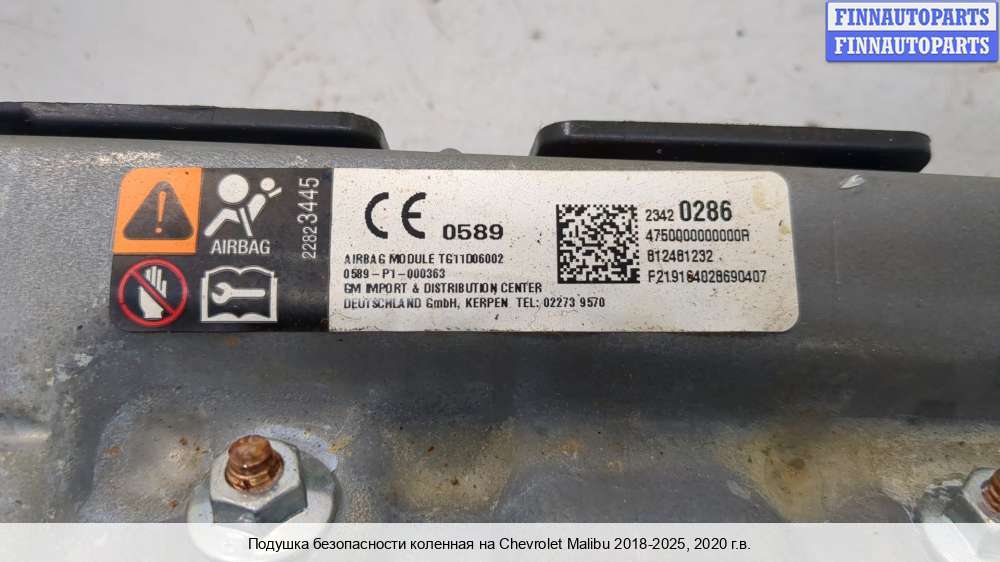 FINNAUTOPARTS
FINNAUTOPARTS
AIRBAG
22823445
CE 0589
AIRBAG MODULE TG11D06002
0589-P1-000363
GM IMPORT & DISTRIBUTION CENTER
DEUTSCHLAND GmbH, KERPEN TEL: 02273 9570
2342 0286
4750000000000R
812481232
F219164028690407
Подушка безопасности коленная на Chevrolet Malibu 2018-2025, 2020 г.в.